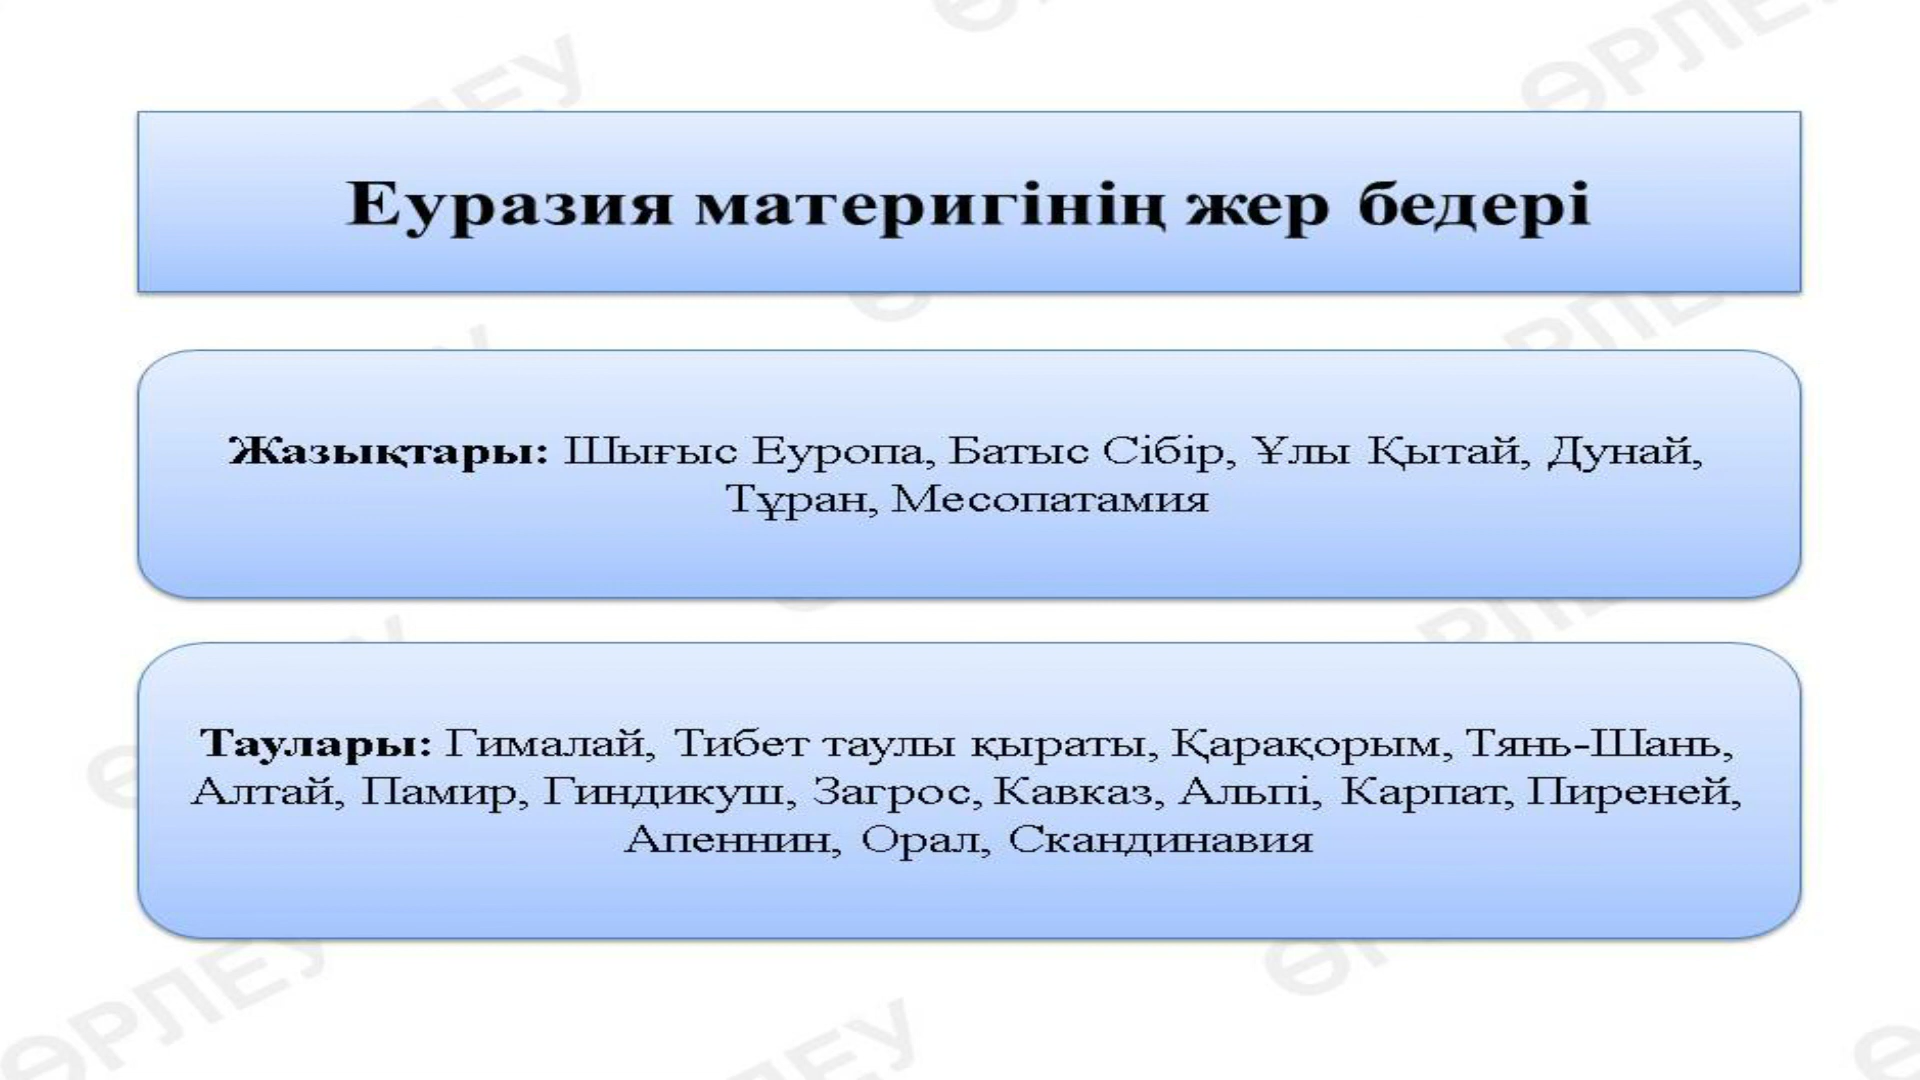 Еуразия материгінің жер бедері
Жазықтары: Шығыс Еуропа, Батыс Сібір, Ұлы Қытай, Дунай,
Тұран, Месопатамия
Таулары: Гималай, Тибет таулы қыраты, Қарақорым, Тянь-Шань,
Алтай, Памир, Гиндикуш, Загрос, Кавказ, Альпі, Карпат, Пиреней,
Апеннин, Орал, Скандинавия
ӨРЛЕУ